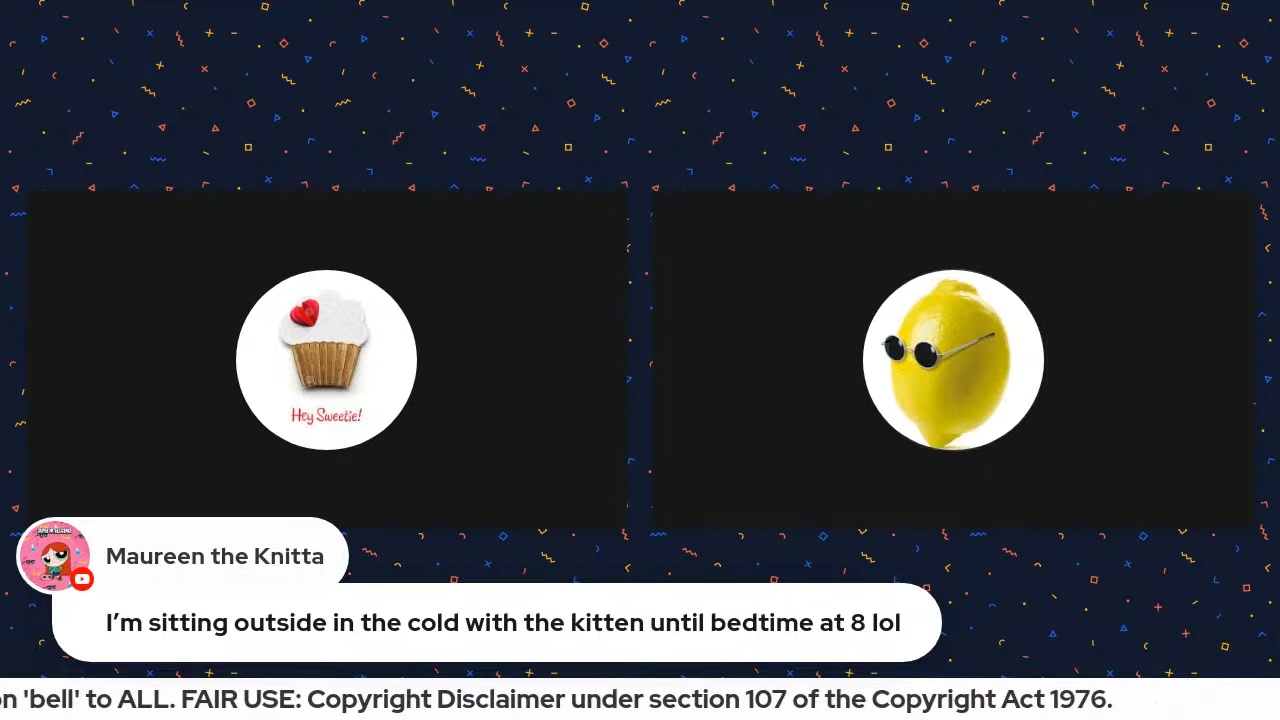 Hey Sweetie!
Maureen the Knitta
I’m sitting outside in the cold with the kitten until bedtime at 8 lol
on 'bell' to ALL. FAIR USE: Copyright Disclaimer under section 107 of the Copyright Act 1976.